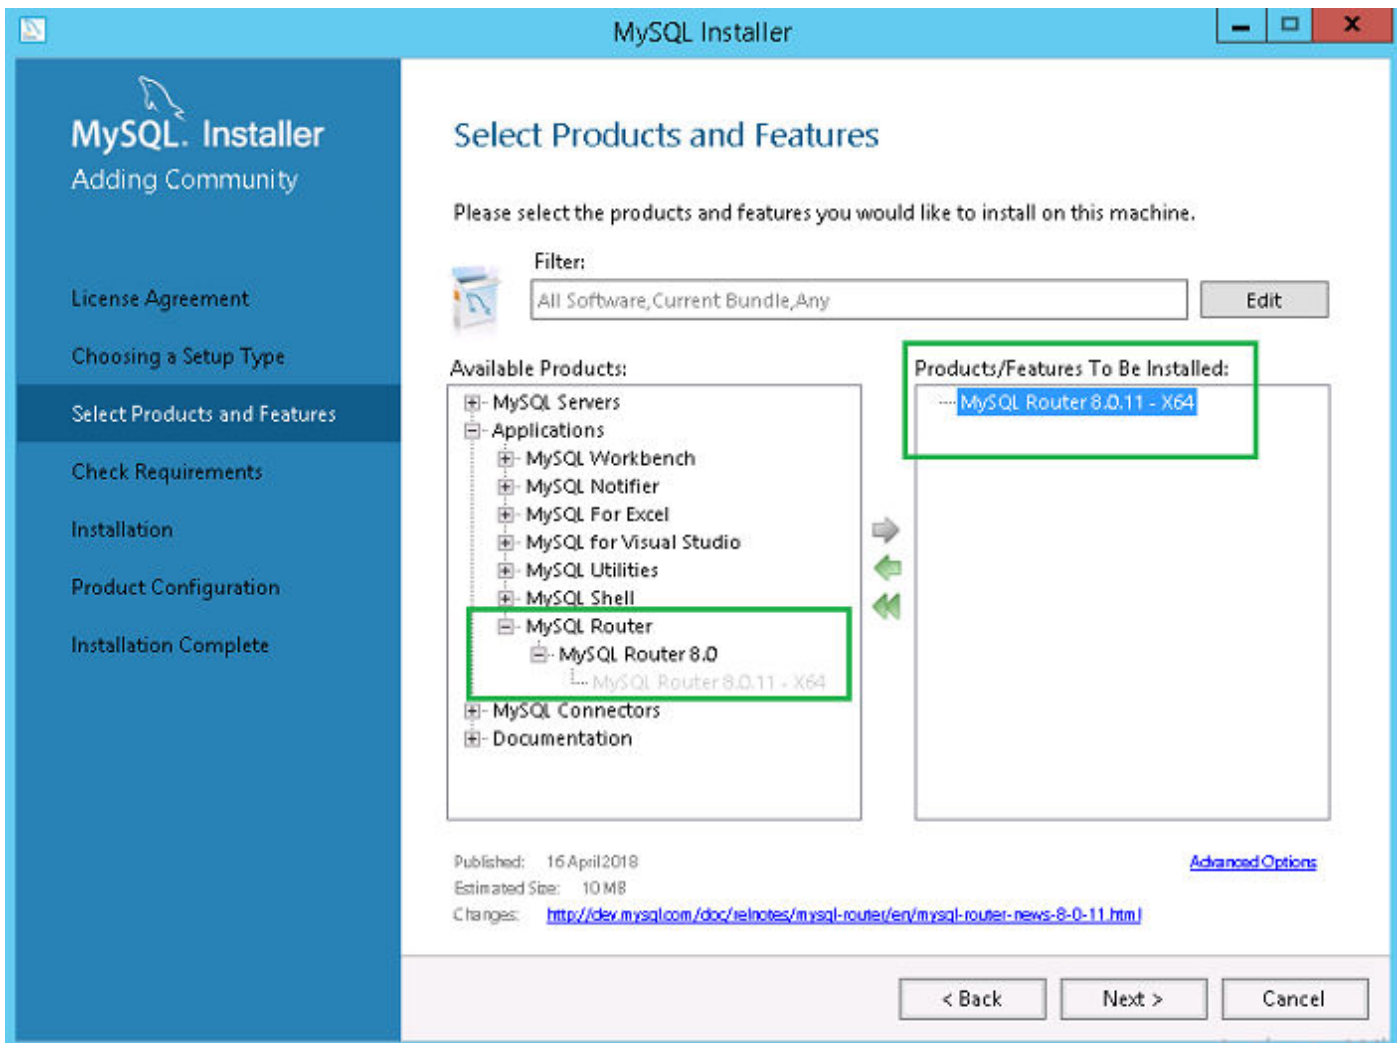 MySQL Installer
MySQL. Installer
Adding Community
License Agreement
Choosing a Setup Type
Select Products and Features
Check Requirements
Installation
Product Configuration
Installation Complete
Select Products and Features
Please select the products and features you would like to install on this machine.
Filter:
All Software,Current Bundle,Any
Edit
Available Products:
MySQL Servers
Applications
MySQL Workbench
MySQL Notifier
MySQL For Excel
MySQL for Visual Studio
MySQL Utilities
MySQL Shell
MySQL Router
MySQL Router 8.0
MySQL Router 8.0.11 - X64
MySQL Connectors
Documentation
Products/Features To Be Installed:
MySQL Router 8.0.11 - X64
Published: 16 April 2018
Advanced Options
Estimated Size: 10 MB
Changes: http://dev.mysql.com/doc/relnotes/mysql-router/en/mysql-router-news-8-0-11.html
< Back
Next >
Cancel